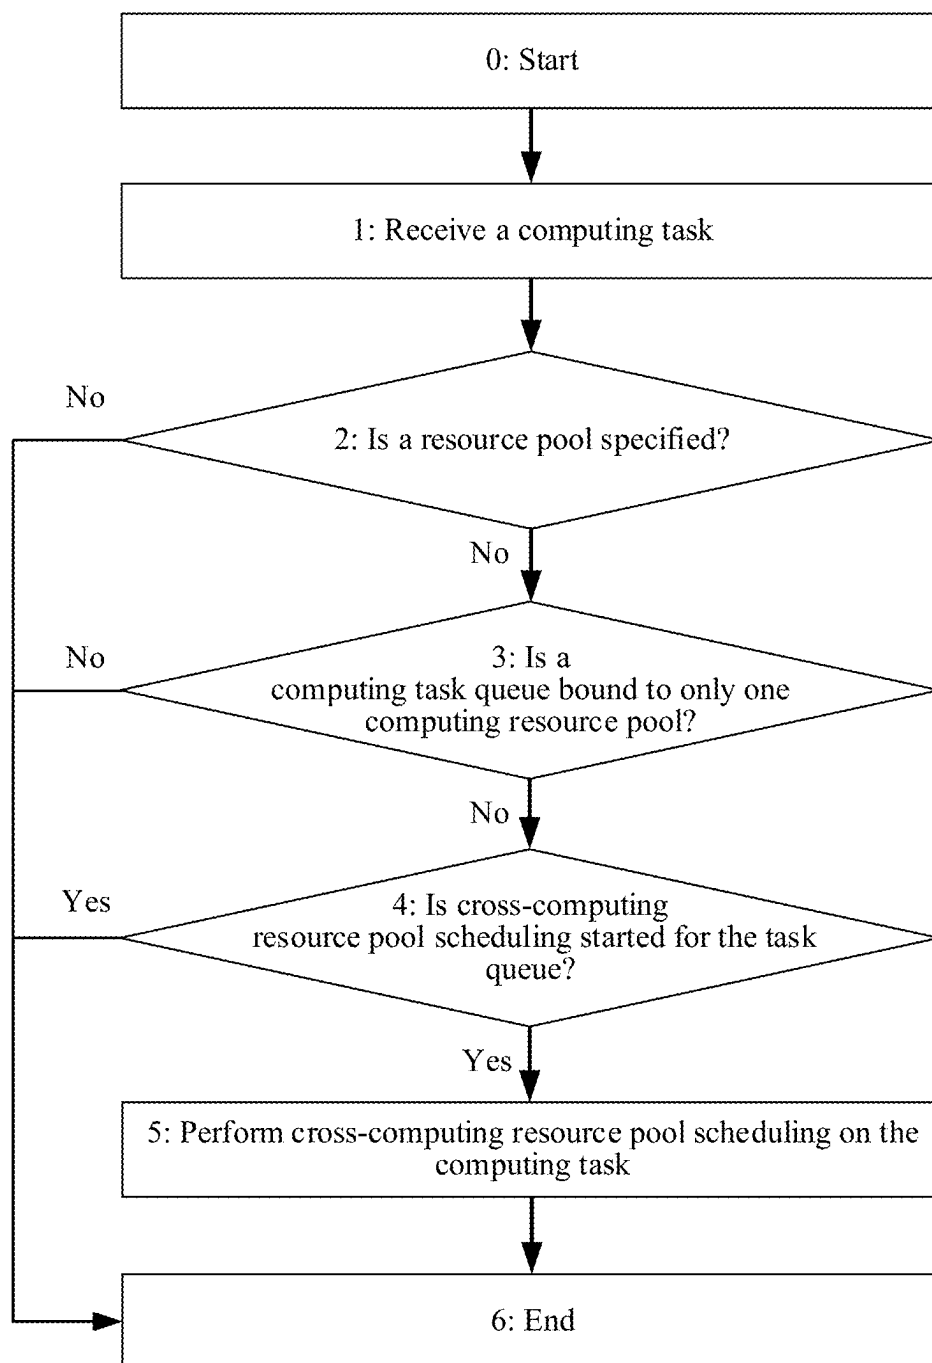 0: Start
1: Receive a computing task
No
2: Is a resource pool specified?
No
No
3: Is a
computing task queue bound to only one
computing resource pool?
No
Yes
4: Is cross-computing
resource pool scheduling started for the task
queue?
Yes
5: Perform cross-computing resource pool scheduling on the
computing task
6: End